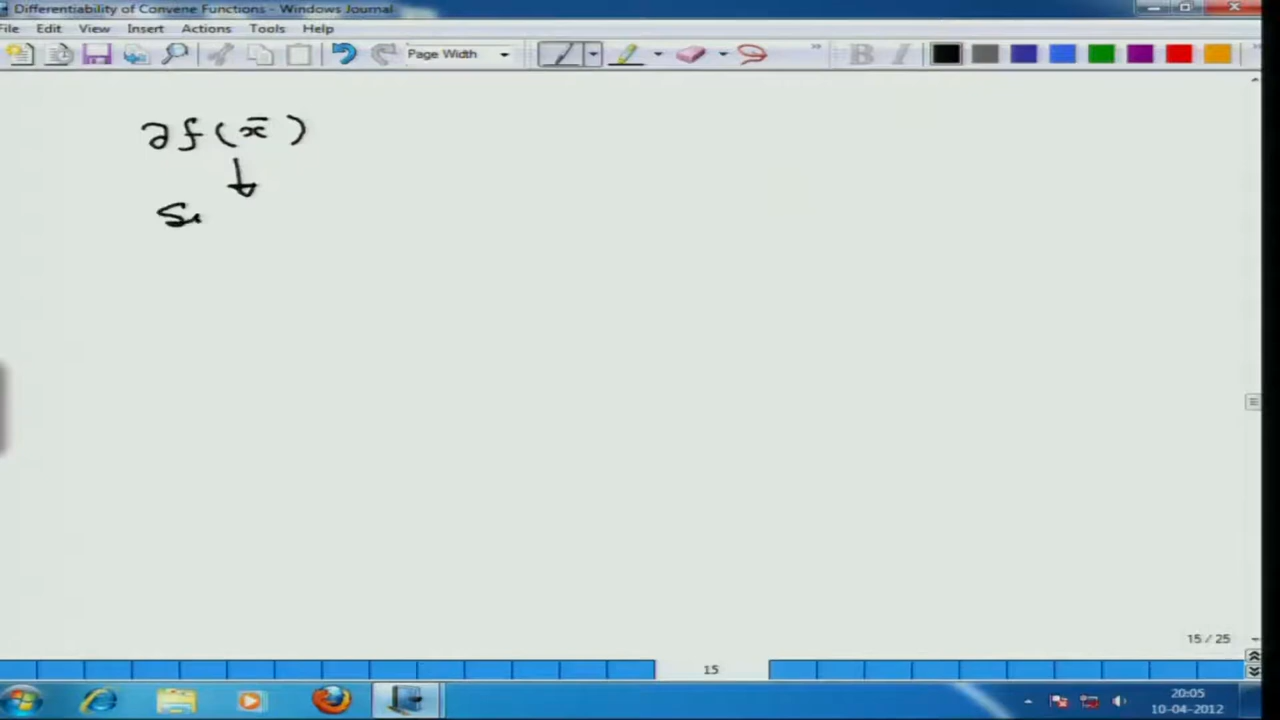 Differentiability of Convene Functions - Windows Journal
File Edit View Insert Actions Tools Help
Page Width B I
∂f(x̄)
↓
15 / 25
15
20:05
10-04-2012